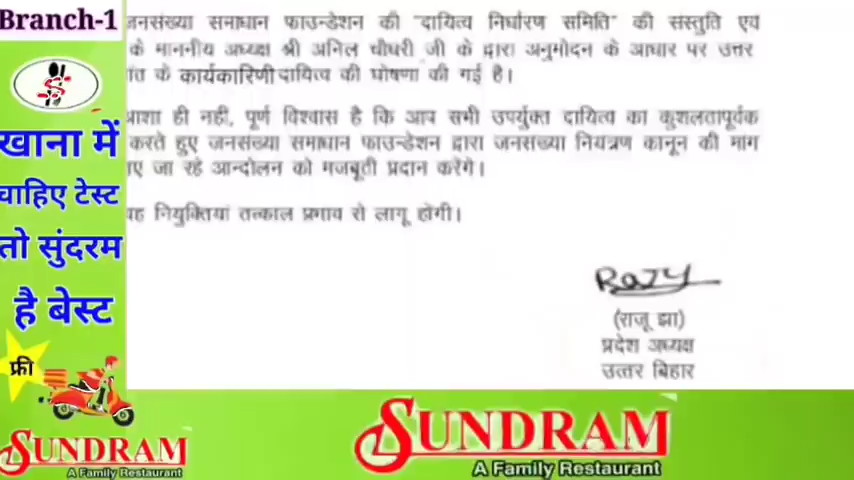 Branch-1
खाना में
चाहिए टेस्ट
तो सुंदरम
है बेस्ट
फ्री
SUNDRAM
A Family Restaurant
जनसंख्या समाधान फाउन्डेशन की "दायित्व निर्धारण समिति" की संस्तुति एवं
के माननीय अध्यक्ष श्री अनिल चौधरी जी के द्वारा अनुमोदन के आधार पर उत्तर
के कार्यकारिणी दायित्व की घोषणा की गई है।
आशा ही नहीं, पूर्ण विश्वास है कि आप सभी उपर्युक्त दायित्व का कुशलतापूर्वक
करते हुए जनसंख्या समाधान फाउन्डेशन द्वारा जनसंख्या नियंत्रण कानून की मांग
जा रहे आन्दोलन को मजबूती प्रदान करेंगे।
यह नियुक्तियां तत्काल प्रभाव से लागू होगी।
(राजू झा)
प्रदेश अध्यक्ष
उत्तर बिहार
SUNDRAM
A Family Restaurant